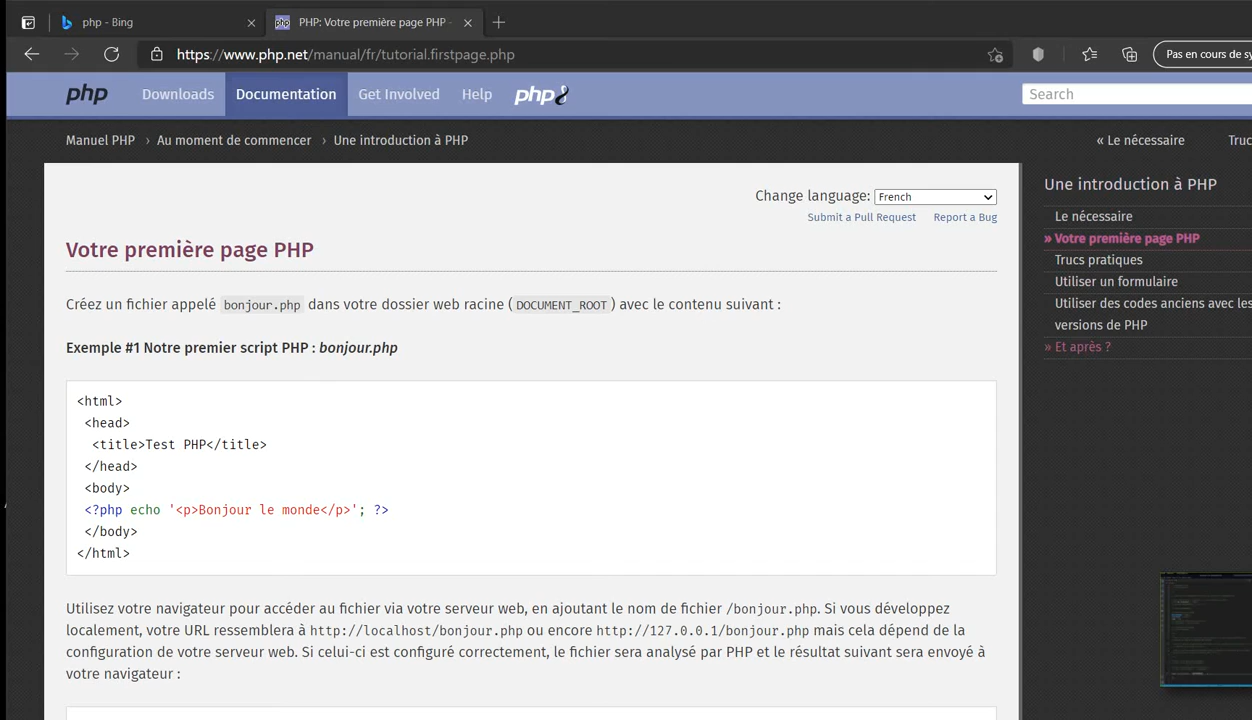 php - Bing
PHP: Votre première page PHP -
https://www.php.net/manual/fr/tutorial.firstpage.php
Pas en cours de sy
php Downloads Documentation Get Involved Help php8 Search
Manuel PHP › Au moment de commencer › Une introduction à PHP
« Le nécessaire
Truc
Change language: French
Submit a Pull Request Report a Bug
Votre première page PHP
Créez un fichier appelé bonjour.php dans votre dossier web racine (DOCUMENT_ROOT) avec le contenu suivant :
Exemple #1 Notre premier script PHP : bonjour.php
<html>
<head>
<title>Test PHP</title>
</head>
<body>
<?php echo '<p>Bonjour le monde</p>'; ?>
</body>
</html>
Utilisez votre navigateur pour accéder au fichier via votre serveur web, en ajoutant le nom de fichier /bonjour.php. Si vous développez
localement, votre URL ressemblera à http://localhost/bonjour.php ou encore http://127.0.0.1/bonjour.php mais cela dépend de la
configuration de votre serveur web. Si celui-ci est configuré correctement, le fichier sera analysé par PHP et le résultat suivant sera envoyé à
votre navigateur :
Une introduction à PHP
Le nécessaire
» Votre première page PHP
Trucs pratiques
Utiliser un formulaire
Utiliser des codes anciens avec les
versions de PHP
» Et après ?